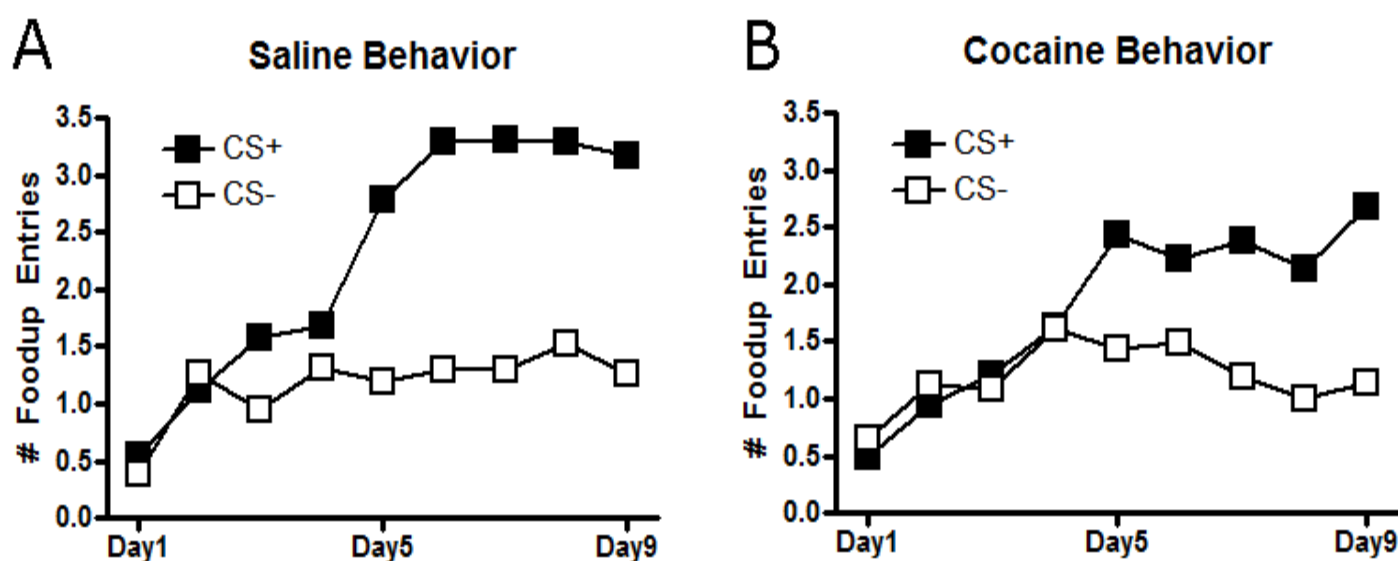 A
Saline Behavior
# Foodup Entries
3.5
3.0
2.5
2.0
1.5
1.0
0.5
0.0
CS+
CS-
Day1
Day5
Day9
B
Cocaine Behavior
# Foodup Entries
3.5
3.0
2.5
2.0
1.5
1.0
0.5
0.0
CS+
CS-
Day1
Day5
Day9